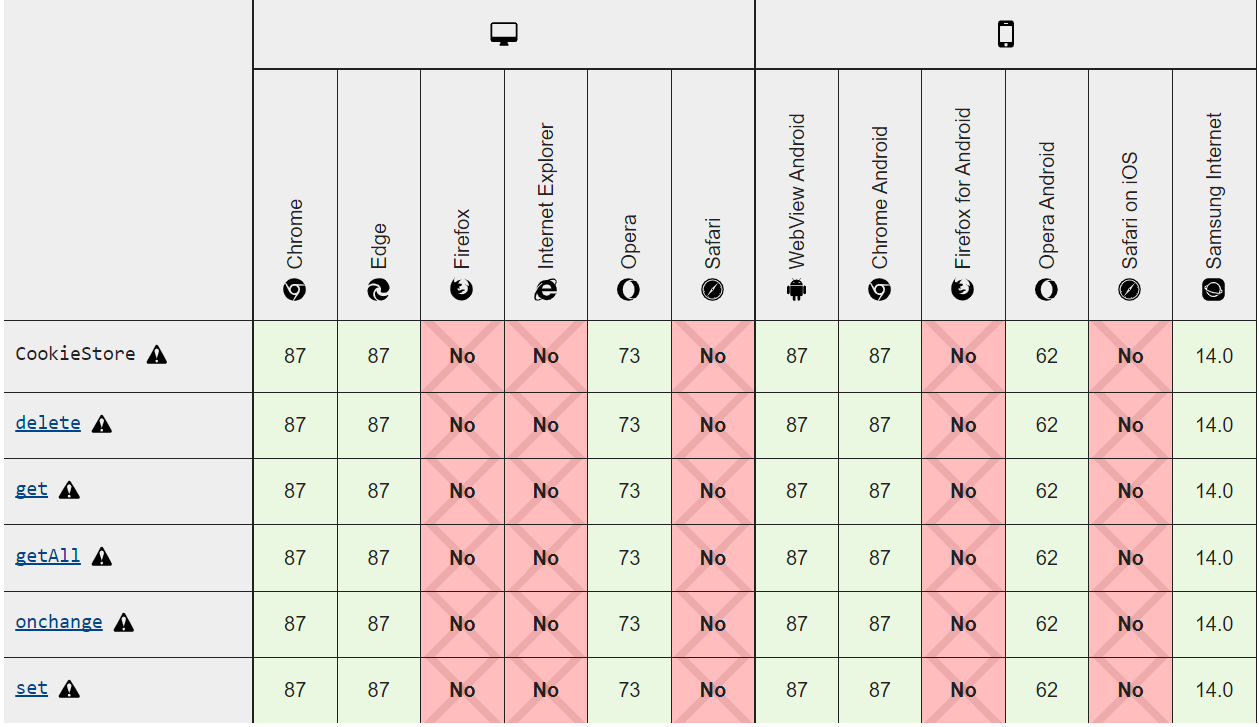 Chrome
Edge
Firefox
Internet Explorer
Opera
Safari
WebView Android
Chrome Android
Firefox for Android
Opera Android
Safari on iOS
Samsung Internet
CookieStore 87 87 No No 73 No 87 87 No 62 No 14.0
delete 87 87 No No 73 No 87 87 No 62 No 14.0
get 87 87 No No 73 No 87 87 No 62 No 14.0
getAll 87 87 No No 73 No 87 87 No 62 No 14.0
onchange 87 87 No No 73 No 87 87 No 62 No 14.0
set 87 87 No No 73 No 87 87 No 62 No 14.0